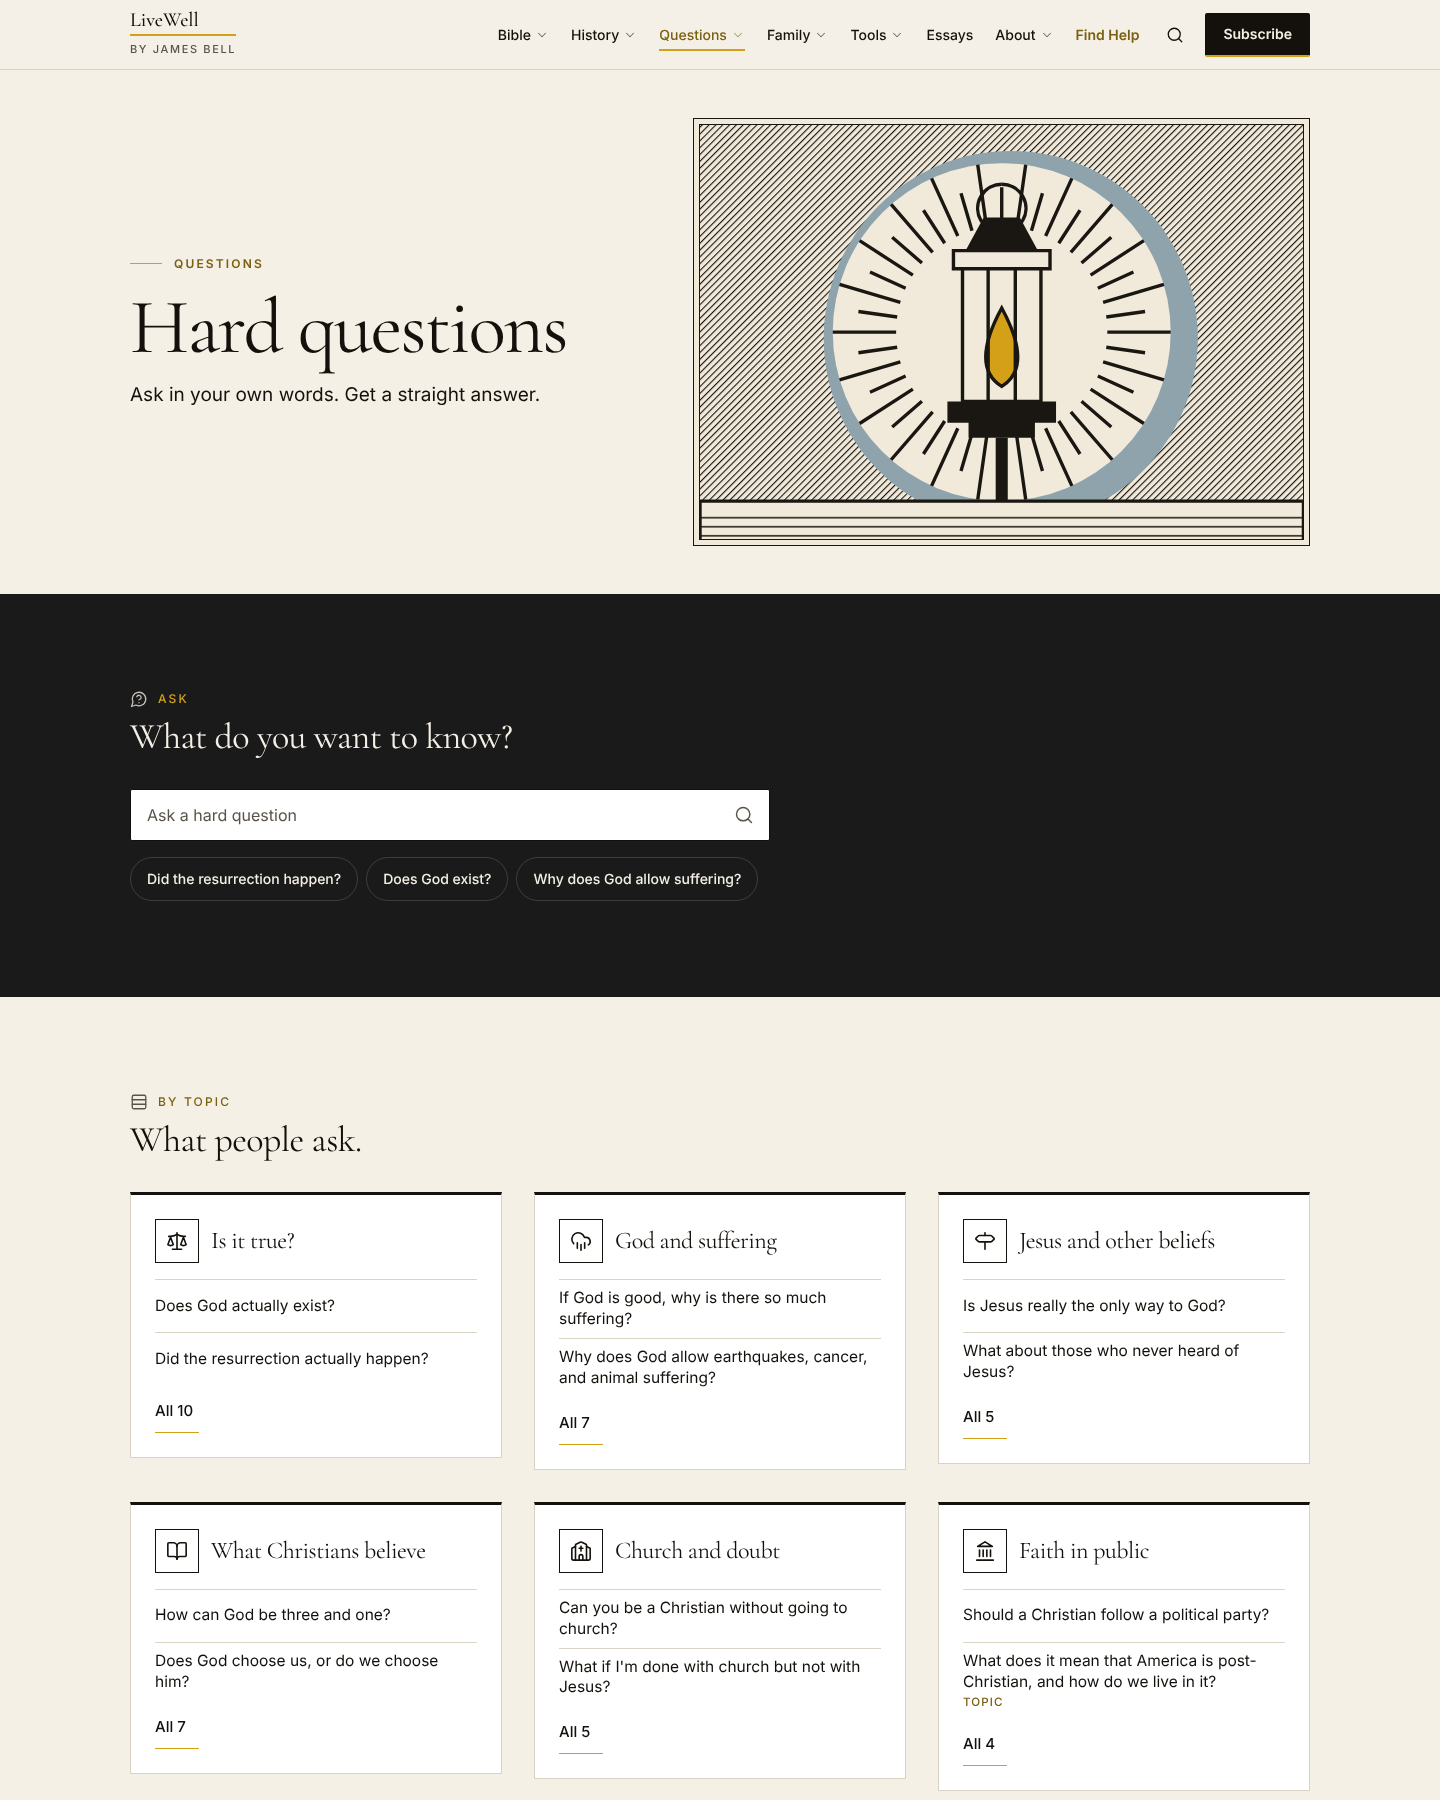 LiveWell
BY JAMES BELL
Bible
History
Questions
Family
Tools
Essays
About
Find Help
Subscribe
QUESTIONS
Hard questions
Ask in your own words. Get a straight answer.
ASK
What do you want to know?
Ask a hard question
Did the resurrection happen?
Does God exist?
Why does God allow suffering?
BY TOPIC
What people ask.
Is it true?
Does God actually exist?
Did the resurrection actually happen?
All 10
God and suffering
If God is good, why is there so much
suffering?
Why does God allow earthquakes, cancer,
and animal suffering?
All 7
Jesus and other beliefs
Is Jesus really the only way to God?
What about those who never heard of
Jesus?
All 5
What Christians believe
How can God be three and one?
Does God choose us, or do we choose
him?
All 7
Church and doubt
Can you be a Christian without going to
church?
What if I'm done with church but not with
Jesus?
All 5
Faith in public
Should a Christian follow a political party?
What does it mean that America is post-
Christian, and how do we live in it?
TOPIC
All 4